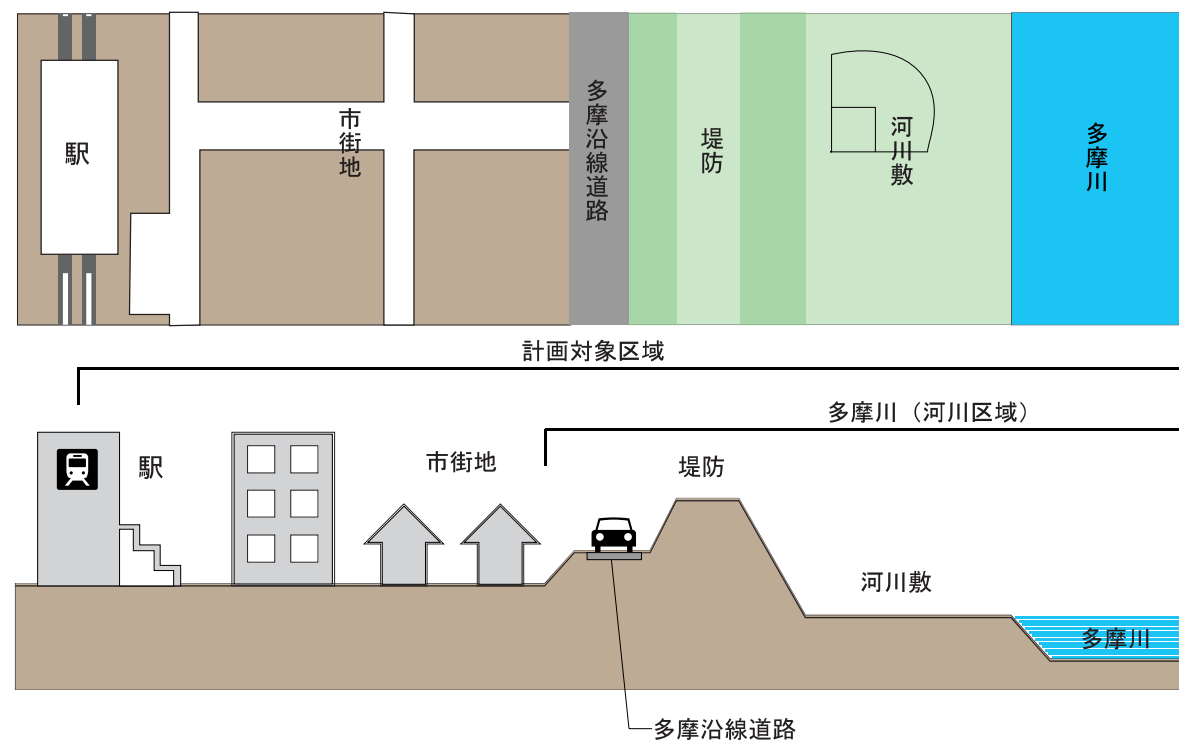 駅
市街地
多摩沿線道路
堤防
河川敷
多摩川
計画対象区域
多摩川（河川区域）
駅
市街地
堤防
河川敷
多摩川
多摩沿線道路